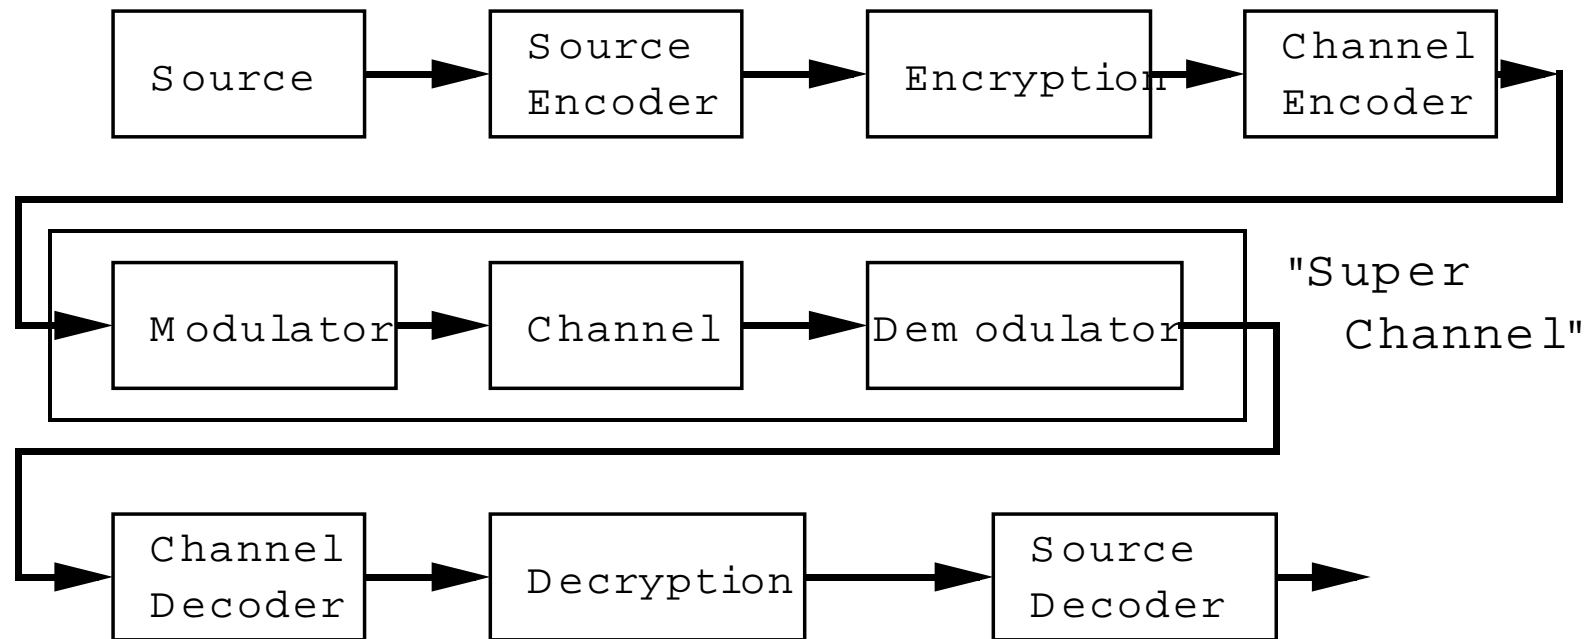 Source
Source
Encoder
Encryption
Channel
Encoder
"Super
Channel"
Modulator
Channel
Demodulator
Channel
Decoder
Decryption
Source
Decoder